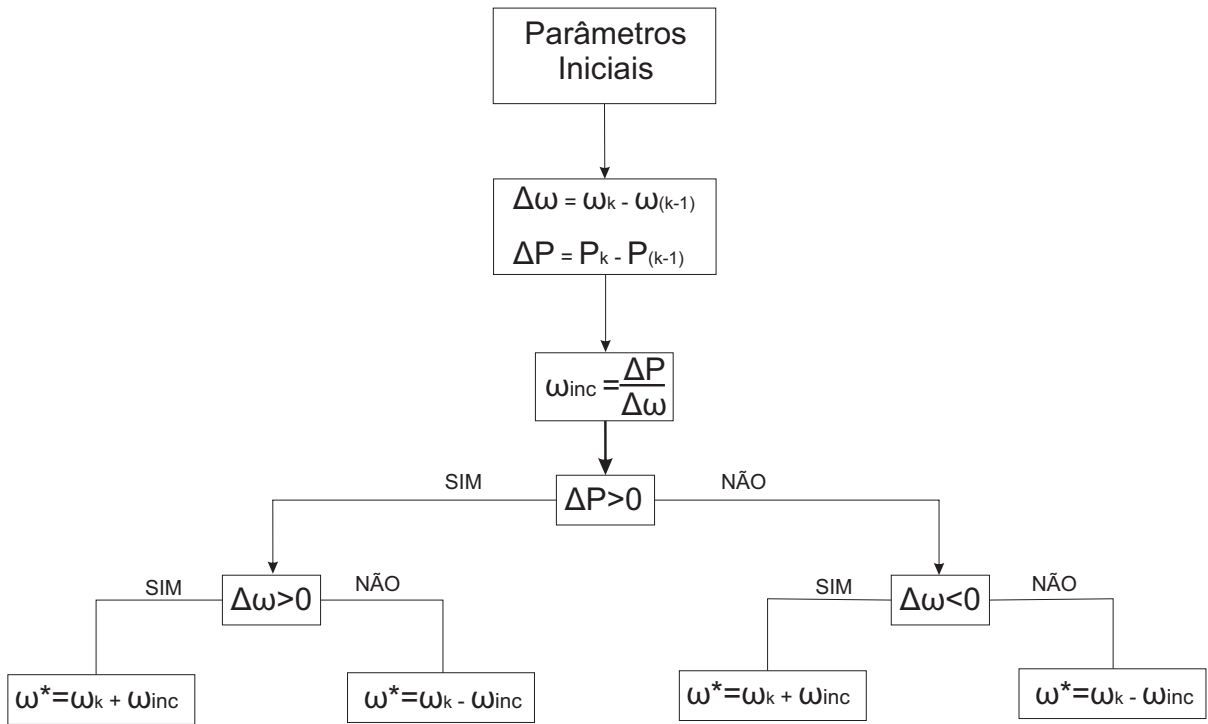 Parâmetros
Iniciais
Δω = ωk - ω(k-1)
ΔP = Pk - P(k-1)
ωinc = ΔP/Δω
SIM
ΔP>0
NÃO
SIM
Δω>0
NÃO
SIM
Δω<0
NÃO
ω*=ωk + ωinc
ω*=ωk - ωinc
ω*=ωk + ωinc
ω*=ωk - ωinc